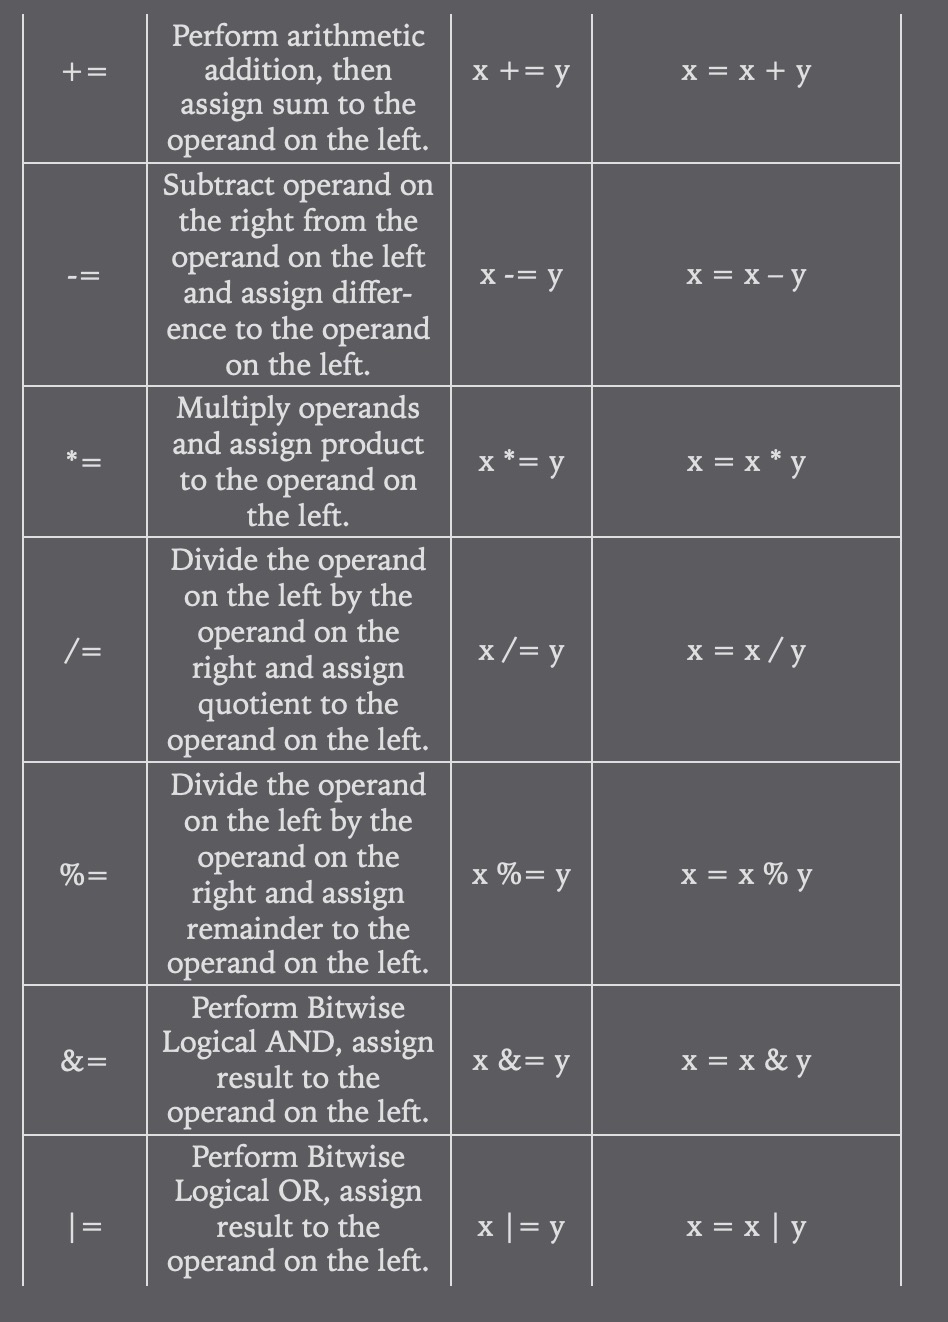 +=
Perform arithmetic
addition, then
assign sum to the
operand on the left.
x += y
x = x + y
-=
Subtract operand on
the right from the
operand on the left
and assign differ-
ence to the operand
on the left.
x -= y
x = x – y
*=
Multiply operands
and assign product
to the operand on
the left.
x *= y
x = x * y
/=
Divide the operand
on the left by the
operand on the
right and assign
quotient to the
operand on the left.
x /= y
x = x / y
%=
Divide the operand
on the left by the
operand on the
right and assign
remainder to the
operand on the left.
x %= y
x = x % y
&=
Perform Bitwise
Logical AND, assign
result to the
operand on the left.
x &= y
x = x & y
|=
Perform Bitwise
Logical OR, assign
result to the
operand on the left.
x |= y
x = x | y